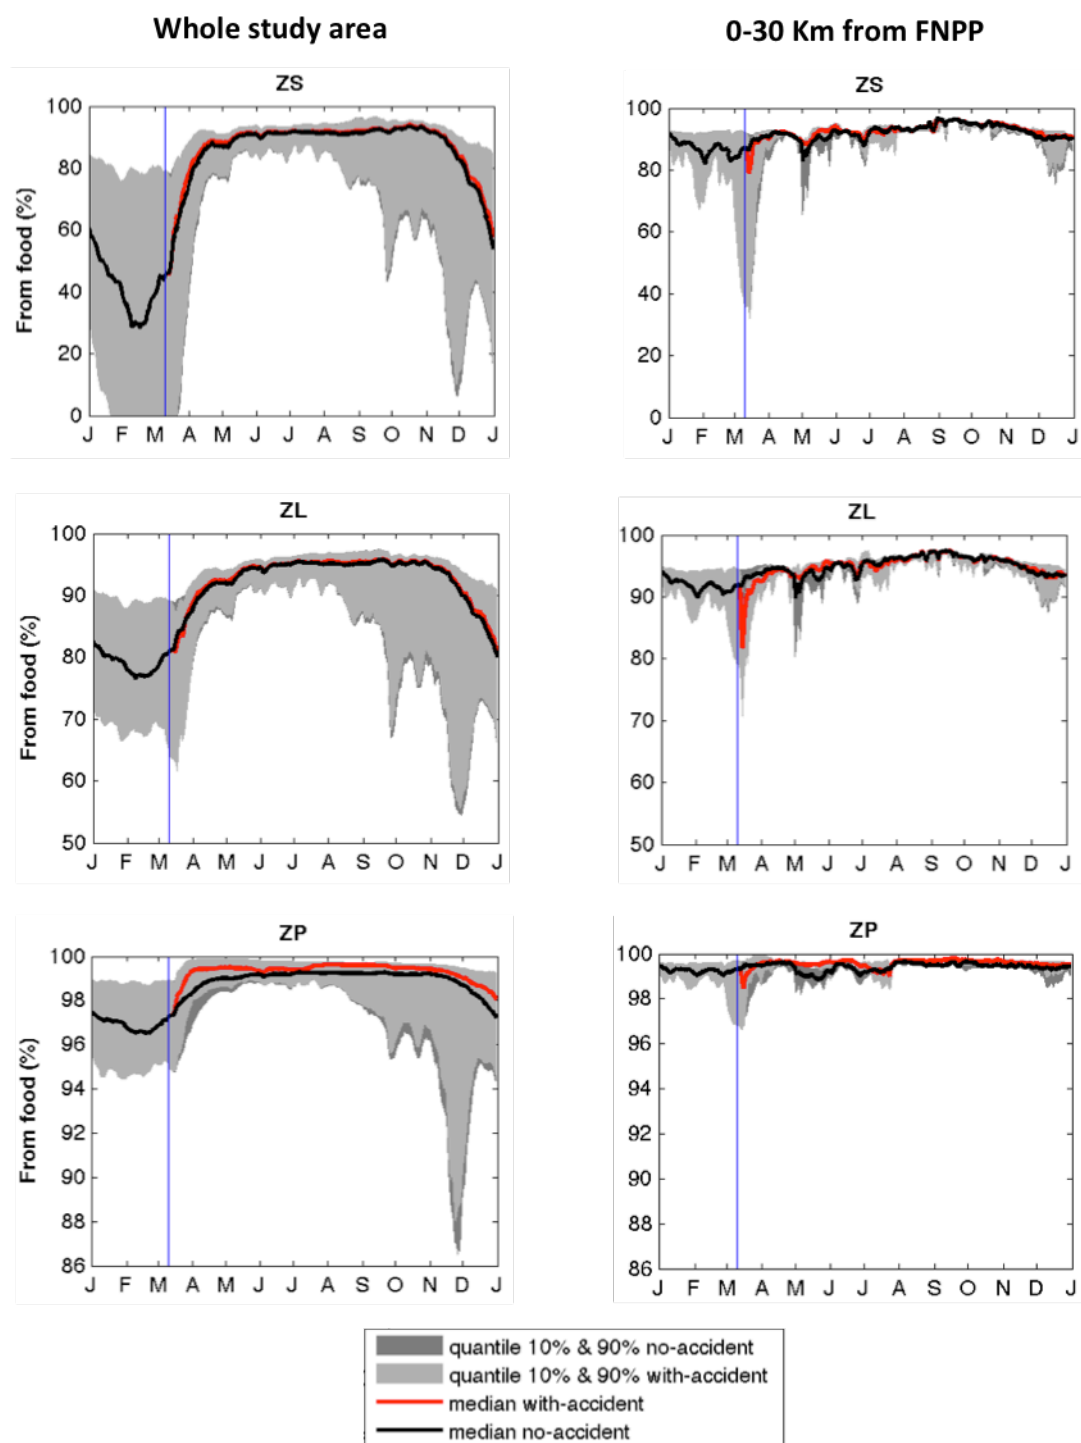 Whole study area
0-30 Km from FNPP
ZS
ZS
From food (%)
100
80
60
40
20
0
J F M A M J J A S O N D J
100
80
60
40
20
0
J F M A M J J A S O N D J
ZL
ZL
From food (%)
100
90
80
70
60
50
J F M A M J J A S O N D J
100
90
80
70
60
50
J F M A M J J A S O N D J
ZP
ZP
From food (%)
100
98
96
94
92
90
88
86
J F M A M J J A S O N D J
100
98
96
94
92
90
88
86
J F M A M J J A S O N D J
quantile 10% & 90% no-accident
quantile 10% & 90% with-accident
median with-accident
median no-accident